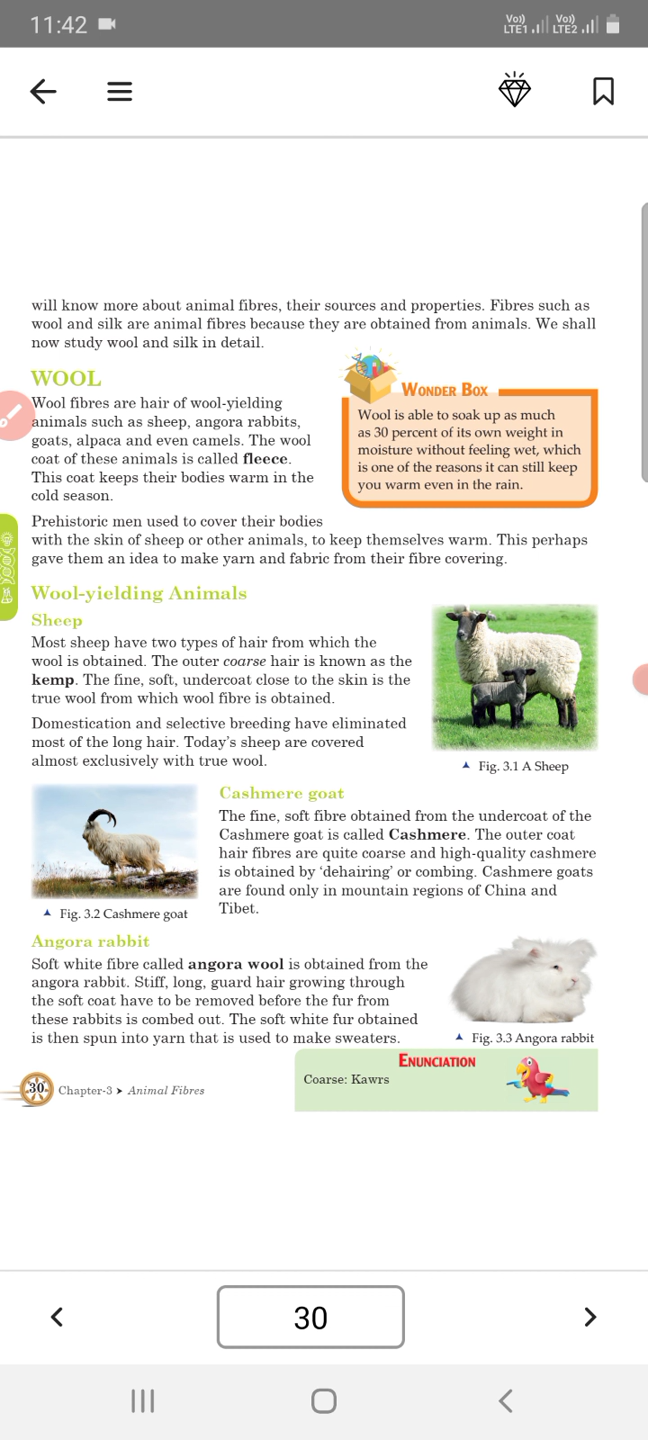 11:42
Vo)) LTE1 Vo)) LTE2
will know more about animal fibres, their sources and properties. Fibres such as
wool and silk are animal fibres because they are obtained from animals. We shall
now study wool and silk in detail.
WOOL
Wool fibres are hair of wool-yielding
animals such as sheep, angora rabbits,
goats, alpaca and even camels. The wool
coat of these animals is called fleece.
This coat keeps their bodies warm in the
cold season.
WONDER BOX
Wool is able to soak up as much
as 30 percent of its own weight in
moisture without feeling wet, which
is one of the reasons it can still keep
you warm even in the rain.
Prehistoric men used to cover their bodies
with the skin of sheep or other animals, to keep themselves warm. This perhaps
gave them an idea to make yarn and fabric from their fibre covering.
Wool-yielding Animals
Sheep
Most sheep have two types of hair from which the
wool is obtained. The outer coarse hair is known as the
kemp. The fine, soft, undercoat close to the skin is the
true wool from which wool fibre is obtained.
Domestication and selective breeding have eliminated
most of the long hair. Today's sheep are covered
almost exclusively with true wool.
▲ Fig. 3.1 A Sheep
Cashmere goat
The fine, soft fibre obtained from the undercoat of the
Cashmere goat is called Cashmere. The outer coat
hair fibres are quite coarse and high-quality cashmere
is obtained by 'dehairing' or combing. Cashmere goats
are found only in mountain regions of China and
Tibet.
▲ Fig. 3.2 Cashmere goat
Angora rabbit
Soft white fibre called angora wool is obtained from the
angora rabbit. Stiff, long, guard hair growing through
the soft coat have to be removed before the fur from
these rabbits is combed out. The soft white fur obtained
is then spun into yarn that is used to make sweaters.
▲ Fig. 3.3 Angora rabbit
ENUNCIATION
Coarse: Kawrs
30 Chapter-3 ➤ Animal Fibres
30